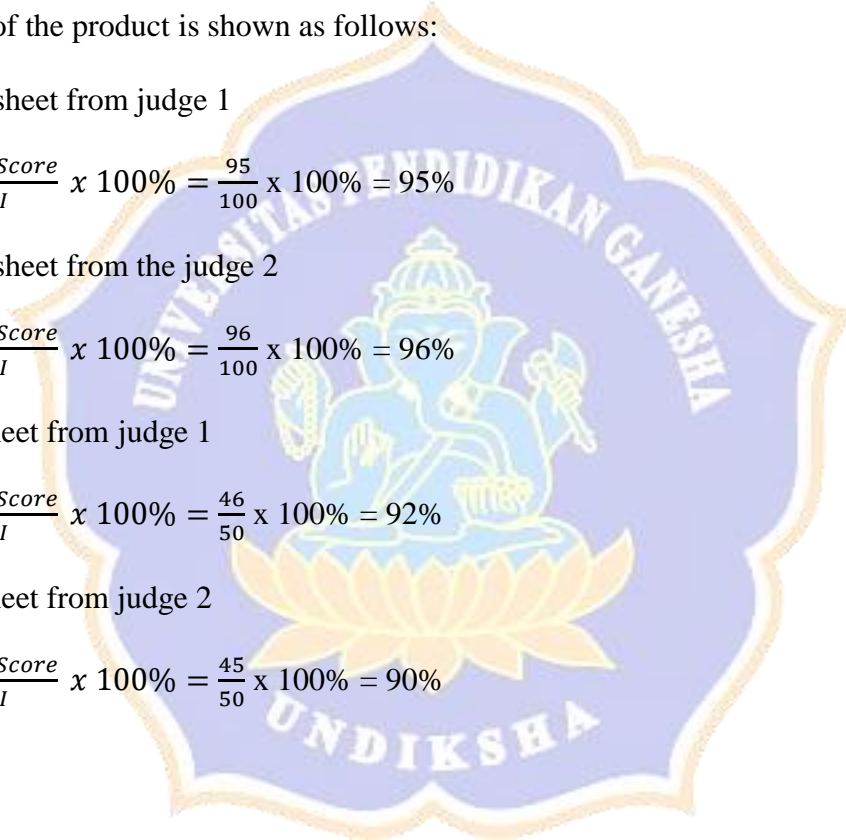 of the product is shown as follows:
sheet from judge 1
Score/I x 100% = 95/100 x 100% = 95%
sheet from the judge 2
Score/I x 100% = 96/100 x 100% = 96%
eet from judge 1
Score/I x 100% = 46/50 x 100% = 92%
eet from judge 2
Score/I x 100% = 45/50 x 100% = 90%
UNIVERSITAS PENDIDIKAN GANESHA
UNDIKSHA